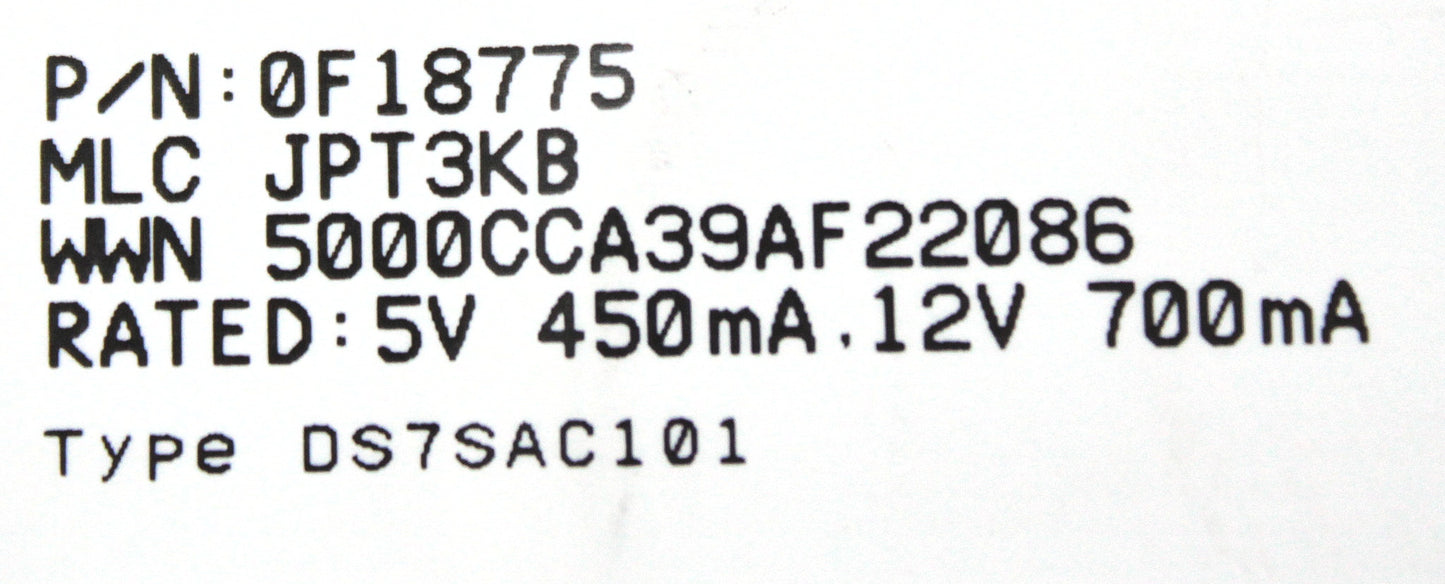 P/N:0F18775
MLC JPT3KB
WWN 5000CCA39AF22086
RATED:5V 450mA.12V 700mA
Type DS7SAC101